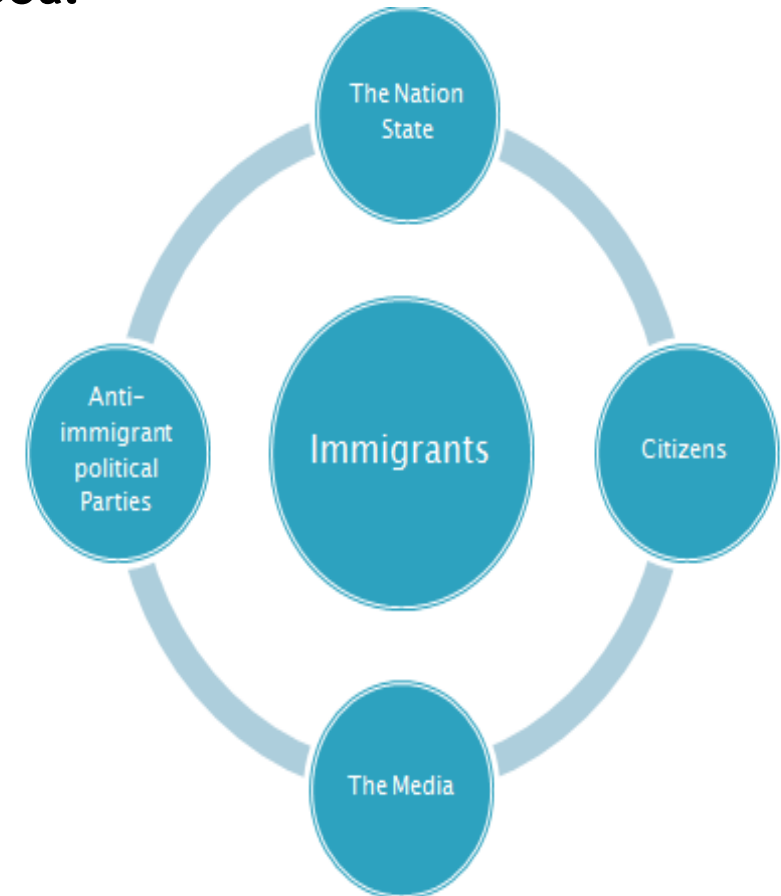 The Nation
State
Anti-
immigrant
political
Parties
Immigrants
Citizens
The Media